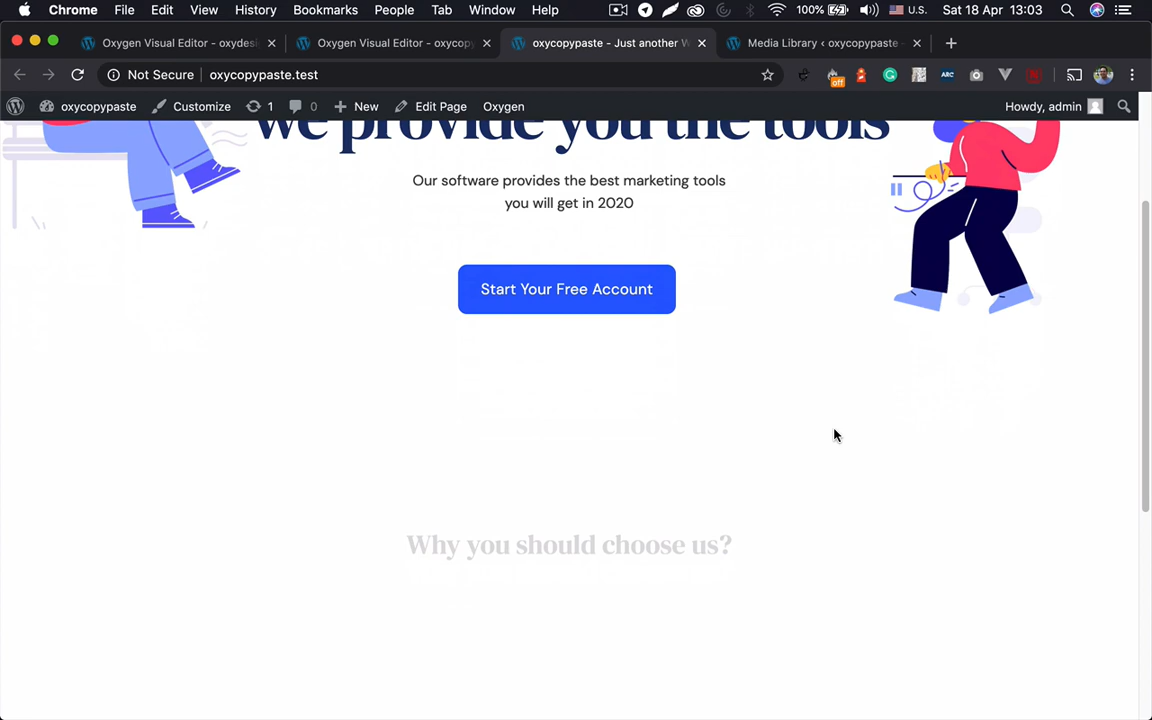 Chrome File Edit View History Bookmarks People Tab Window Help 100% U.S. Sat 18 Apr 13:03
Oxygen Visual Editor - oxydesi Oxygen Visual Editor - oxycopy oxycopypaste - Just another W Media Library ‹ oxycopypaste -
Not Secure oxycopypaste.test off ARC
oxycopypaste Customize 1 0 New Edit Page Oxygen Howdy, admin
we provide you the tools
Our software provides the best marketing tools
you will get in 2020
Start Your Free Account
Why you should choose us?